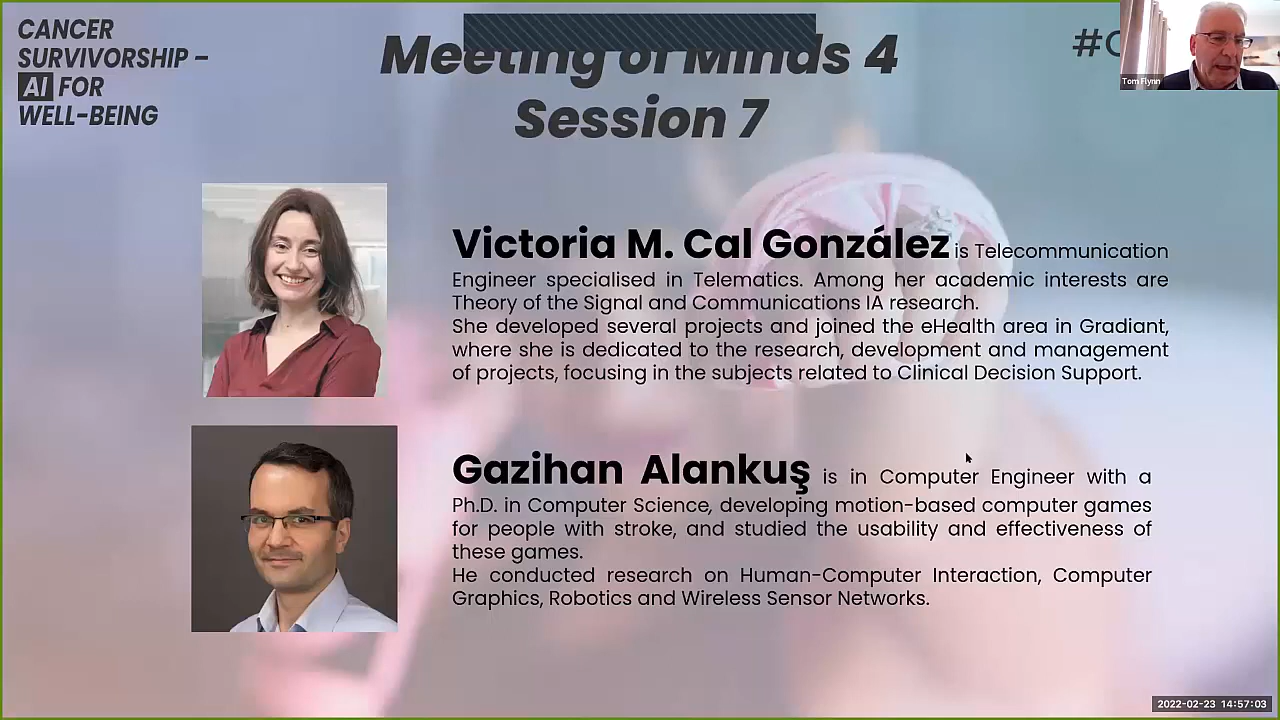 CANCER
SURVIVORSHIP –
AI FOR
WELL-BEING
Meeting of Minds 4
Session 7
#
Tom Flynn
Victoria M. Cal González is Telecommunication
Engineer specialised in Telematics. Among her academic interests are
Theory of the Signal and Communications IA research.
She developed several projects and joined the eHealth area in Gradiant,
where she is dedicated to the research, development and management
of projects, focusing in the subjects related to Clinical Decision Support.
Gazihan Alankuş is in Computer Engineer with a
Ph.D. in Computer Science, developing motion-based computer games
for people with stroke, and studied the usability and effectiveness of
these games.
He conducted research on Human-Computer Interaction, Computer
Graphics, Robotics and Wireless Sensor Networks.
2022-02-23 14:57:03